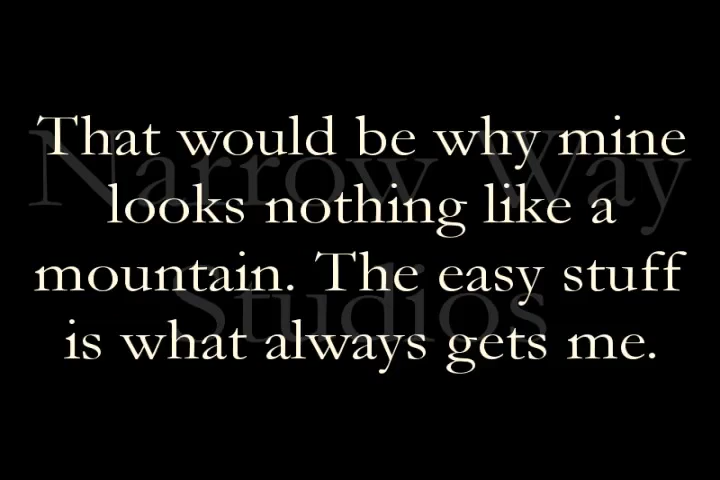 That would be why mine
looks nothing like a
mountain. The easy stuff
is what always gets me.
Narrow Way
Studios